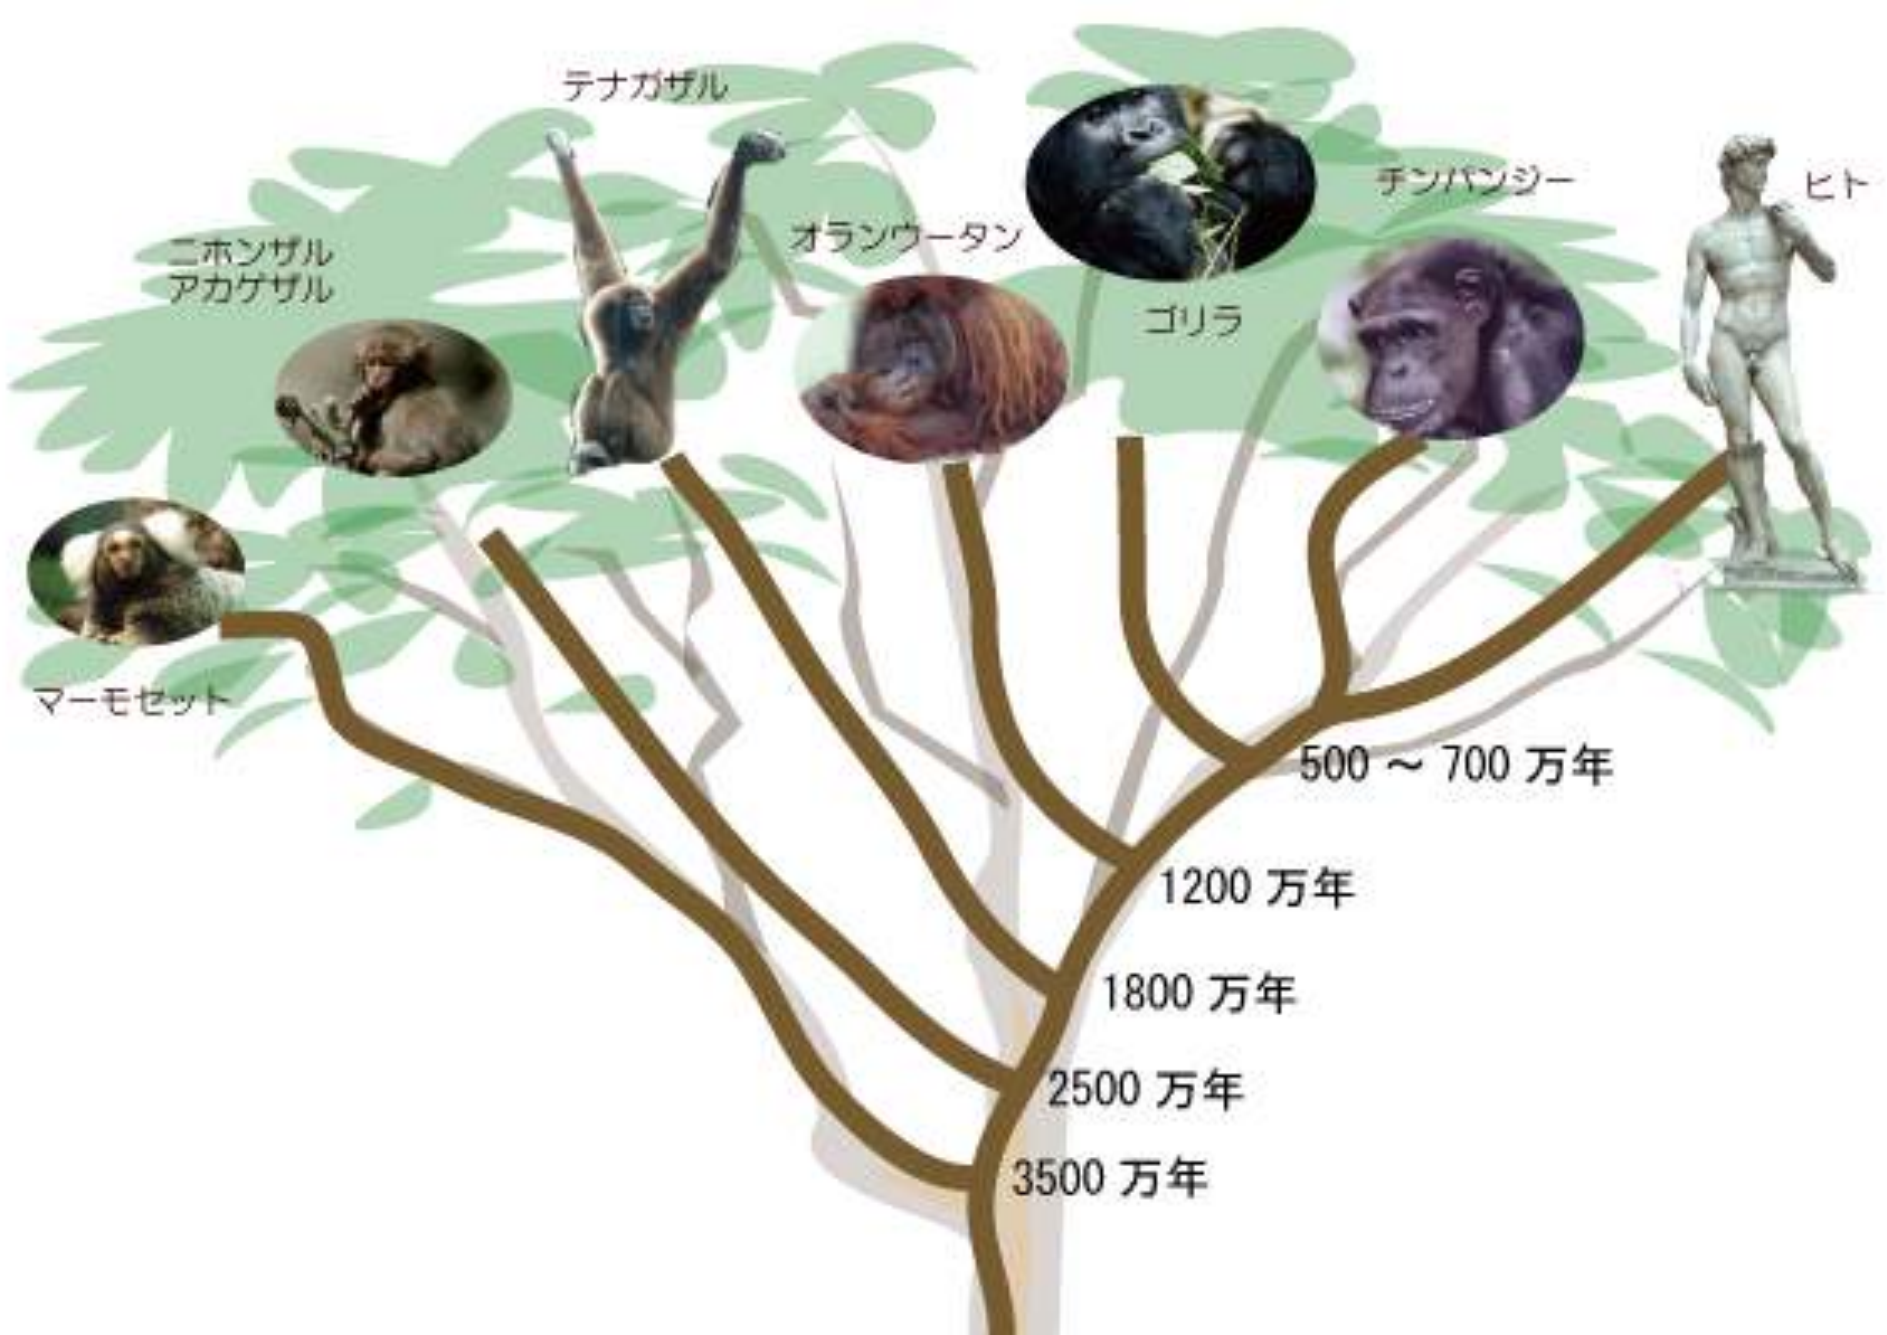 テナガザル
チンパンジー
ヒト
オランウータン
ニホンザル
アカゲザル
ゴリラ
マーモセット
500 ～ 700 万年
1200 万年
1800 万年
2500 万年
3500 万年